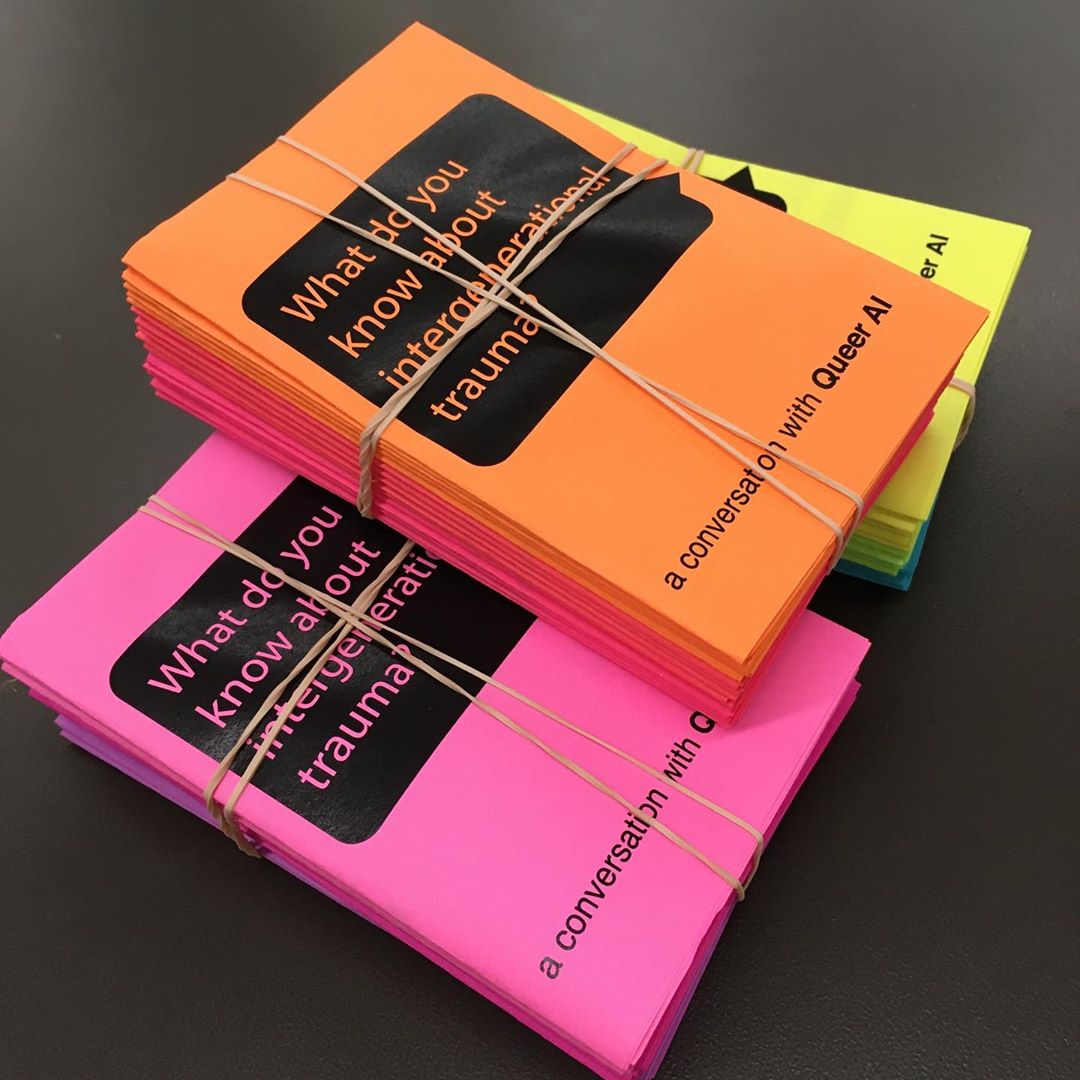 What do you
know about
intergenerational
trauma?
a conversation with Queer AI
AI
What do you
know about
trauma?
a conversation with